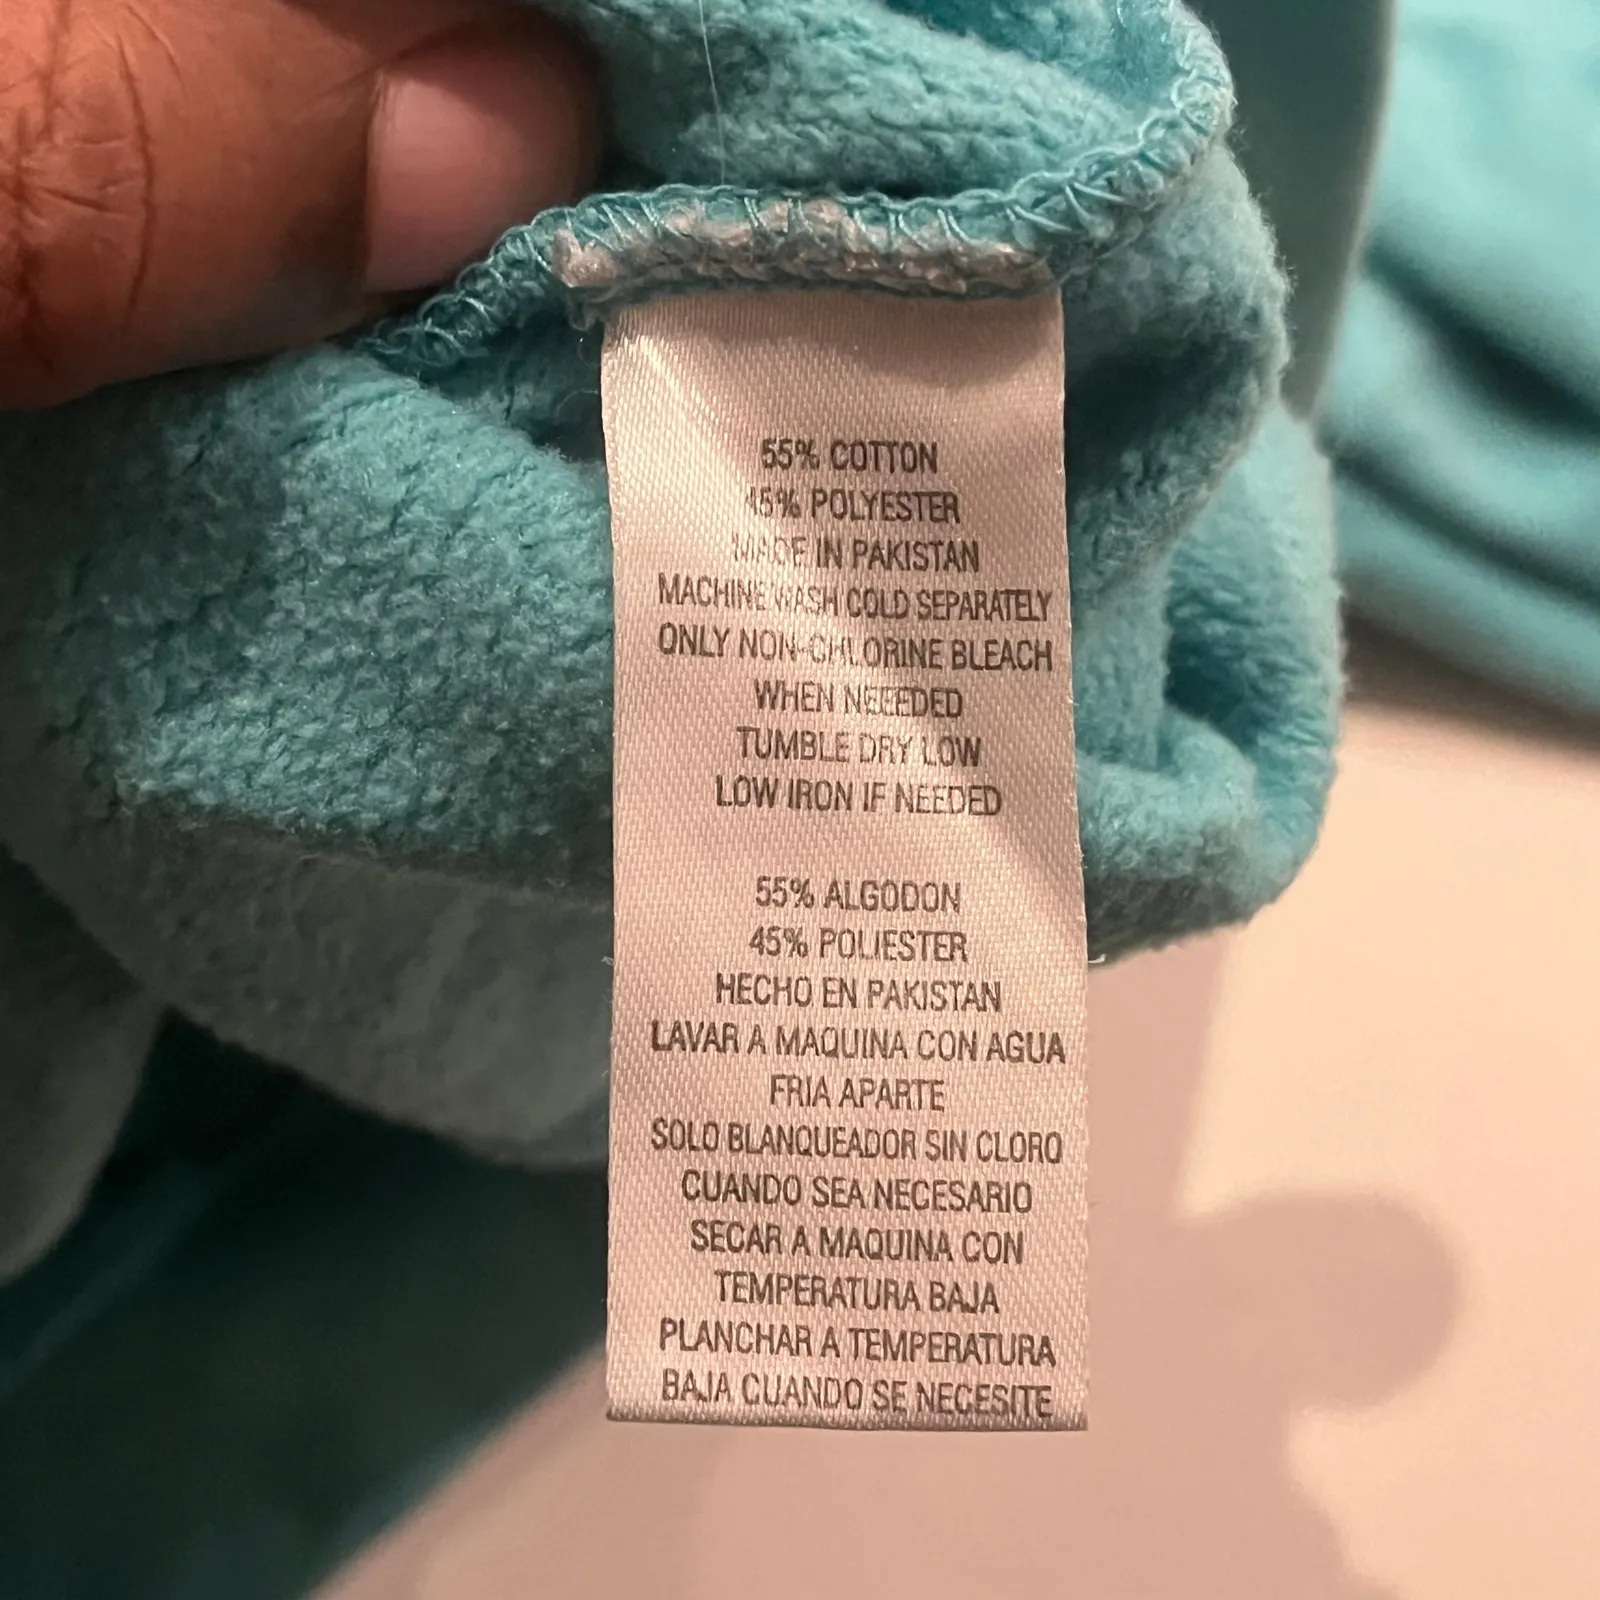 55% COTTON
45% POLYESTER
MADE IN PAKISTAN
MACHINE WASH COLD SEPARATELY
ONLY NON-CHLORINE BLEACH
WHEN NEEEDED
TUMBLE DRY LOW
LOW IRON IF NEEDED
55% ALGODON
45% POLIESTER
HECHO EN PAKISTAN
LAVAR A MAQUINA CON AGUA
FRIA APARTE
SOLO BLANQUEADOR SIN CLORO
CUANDO SEA NECESARIO
SECAR A MAQUINA CON
TEMPERATURA BAJA
PLANCHAR A TEMPERATURA
BAJA CUANDO SE NECESITE